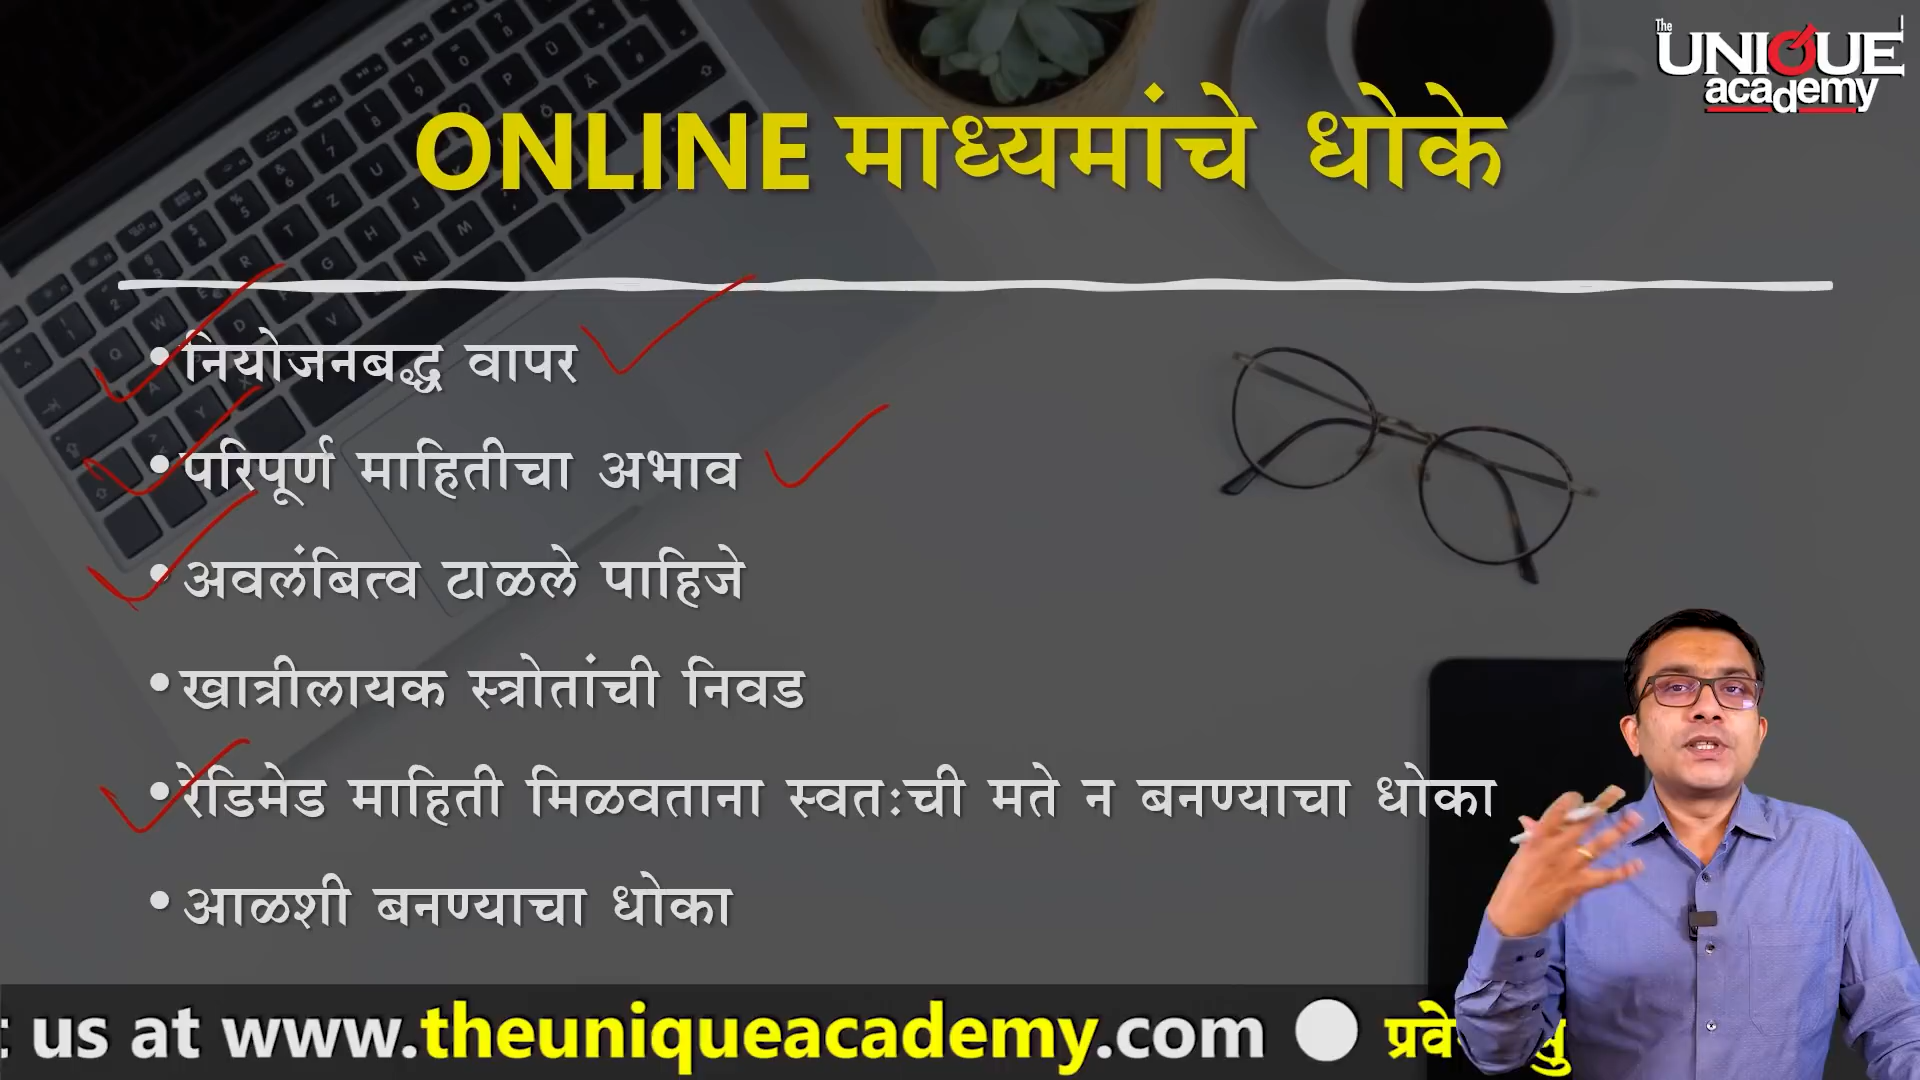 The
UNIQUE
academy
ONLINE माध्यमांचे धोके
• नियोजनबद्ध वापर
• परिपूर्ण माहितीचा अभाव
• अवलंबित्व टाळले पाहिजे
• खात्रीलायक स्त्रोतांची निवड
• रेडिमेड माहिती मिळवताना स्वतःची मते न बनण्याचा धोका
• आळशी बनण्याचा धोका
us at www.theuniqueacademy.com